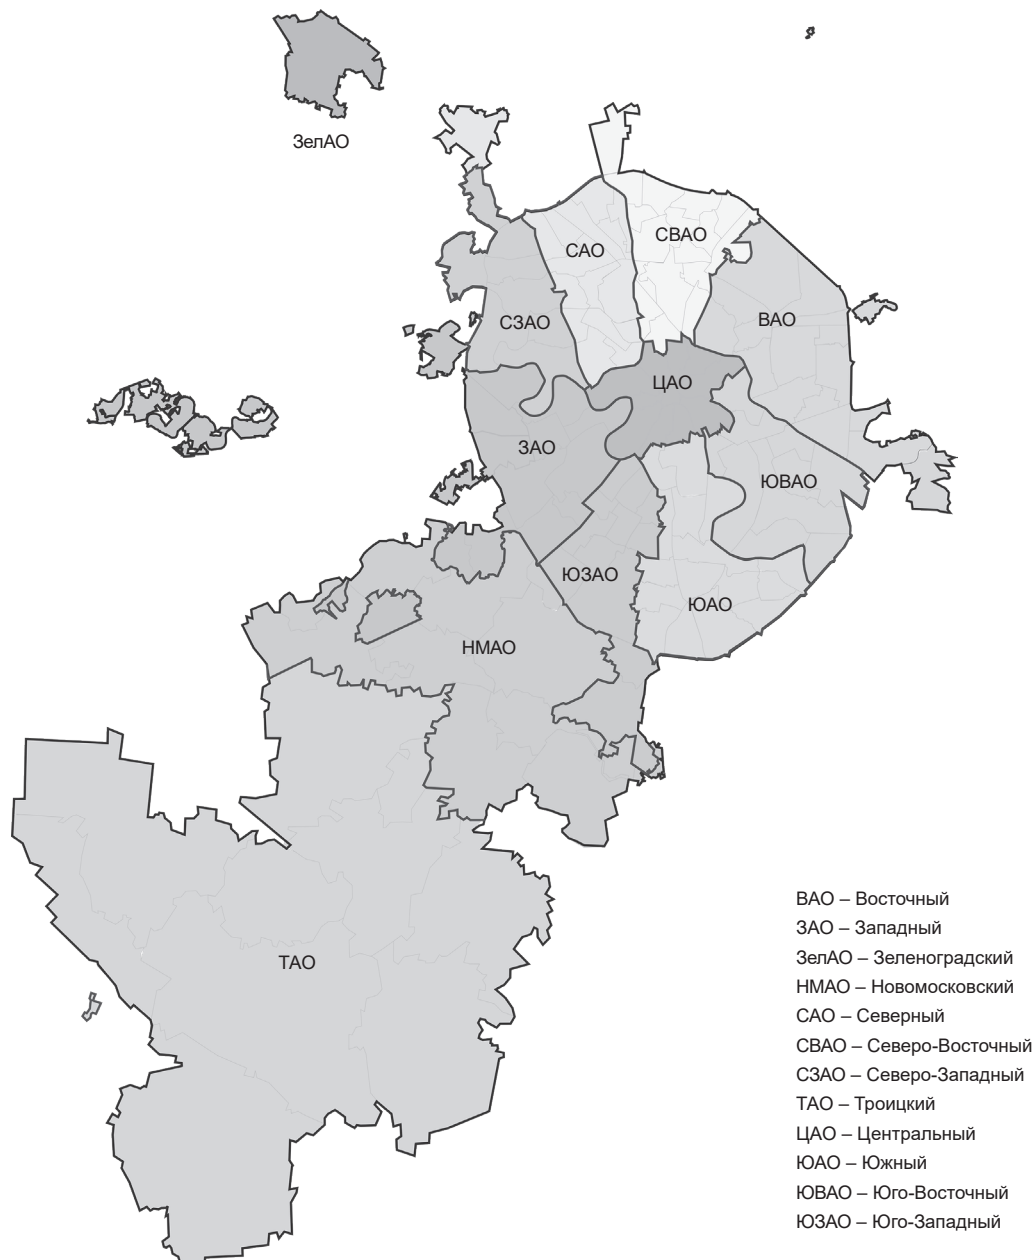 ЗелАО
СВАО
САО
СЗАО
ВАО
ЦАО
ЗАО
ЮВАО
ЮЗАО
ЮАО
НМАО
ТАО
ВАО – Восточный
ЗАО – Западный
ЗелАО – Зеленоградский
НМАО – Новомосковский
САО – Северный
СВАО – Северо-Восточный
СЗАО – Северо-Западный
ТАО – Троицкий
ЦАО – Центральный
ЮАО – Южный
ЮВАО – Юго-Восточный
ЮЗАО – Юго-Западный